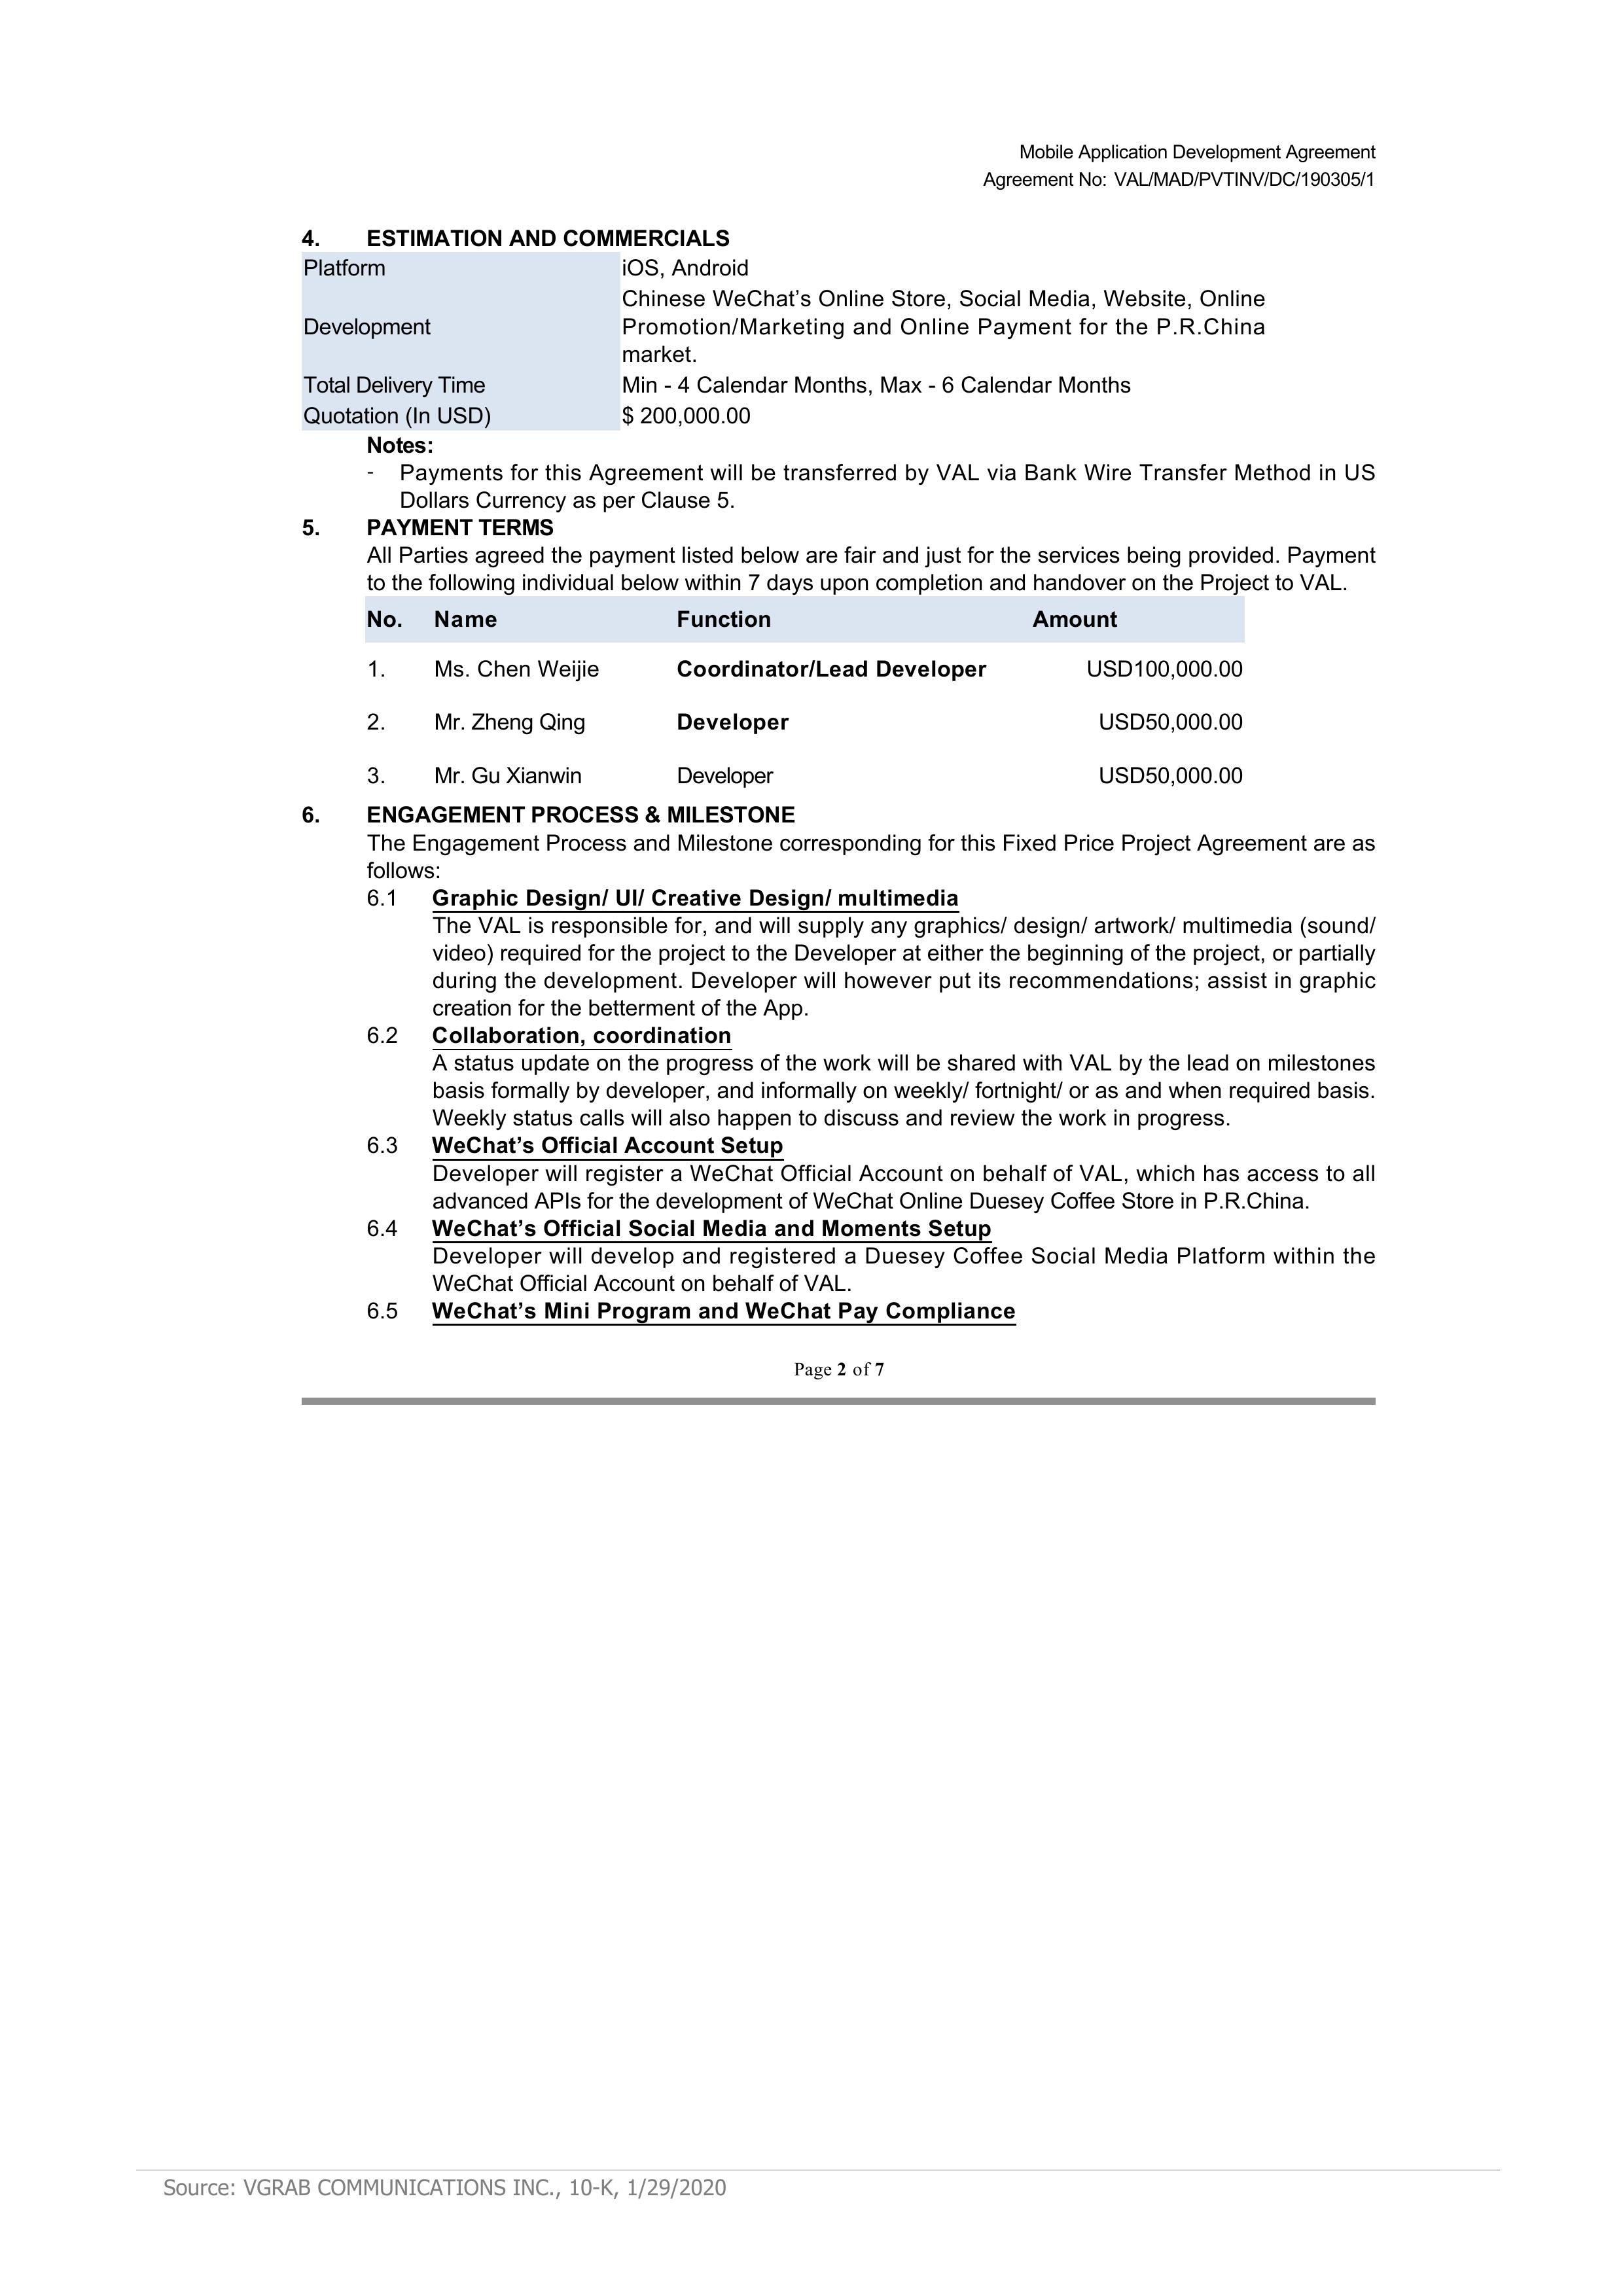 Mobile Application Development Agreement
Agreement No: VAL/MAD/PVTINV/DC/190305/1
4. ESTIMATION AND COMMERCIALS
Platform iOS, Android
Chinese WeChat’s Online Store, Social Media, Website, Online
Development Promotion/Marketing and Online Payment for the P.R.China
market.
Total Delivery Time Min - 4 Calendar Months, Max - 6 Calendar Months
Quotation (In USD) $ 200,000.00
Notes:
- Payments for this Agreement will be transferred by VAL via Bank Wire Transfer Method in US
Dollars Currency as per Clause 5.
5. PAYMENT TERMS
All Parties agreed the payment listed below are fair and just for the services being provided. Payment
to the following individual below within 7 days upon completion and handover on the Project to VAL.
No. Name Function Amount
1. Ms. Chen Weijie Coordinator/Lead Developer USD100,000.00
2. Mr. Zheng Qing Developer USD50,000.00
3. Mr. Gu Xianwin Developer USD50,000.00
6. ENGAGEMENT PROCESS & MILESTONE
The Engagement Process and Milestone corresponding for this Fixed Price Project Agreement are as
follows:
6.1 Graphic Design/ UI/ Creative Design/ multimedia
The VAL is responsible for, and will supply any graphics/ design/ artwork/ multimedia (sound/
video) required for the project to the Developer at either the beginning of the project, or partially
during the development. Developer will however put its recommendations; assist in graphic
creation for the betterment of the App.
6.2 Collaboration, coordination
A status update on the progress of the work will be shared with VAL by the lead on milestones
basis formally by developer, and informally on weekly/ fortnight/ or as and when required basis.
Weekly status calls will also happen to discuss and review the work in progress.
6.3 WeChat’s Official Account Setup
Developer will register a WeChat Official Account on behalf of VAL, which has access to all
advanced APIs for the development of WeChat Online Duesey Coffee Store in P.R.China.
6.4 WeChat’s Official Social Media and Moments Setup
Developer will develop and registered a Duesey Coffee Social Media Platform within the
WeChat Official Account on behalf of VAL.
6.5 WeChat’s Mini Program and WeChat Pay Compliance
Page 2 of 7
Source: VGRAB COMMUNICATIONS INC., 10-K, 1/29/2020